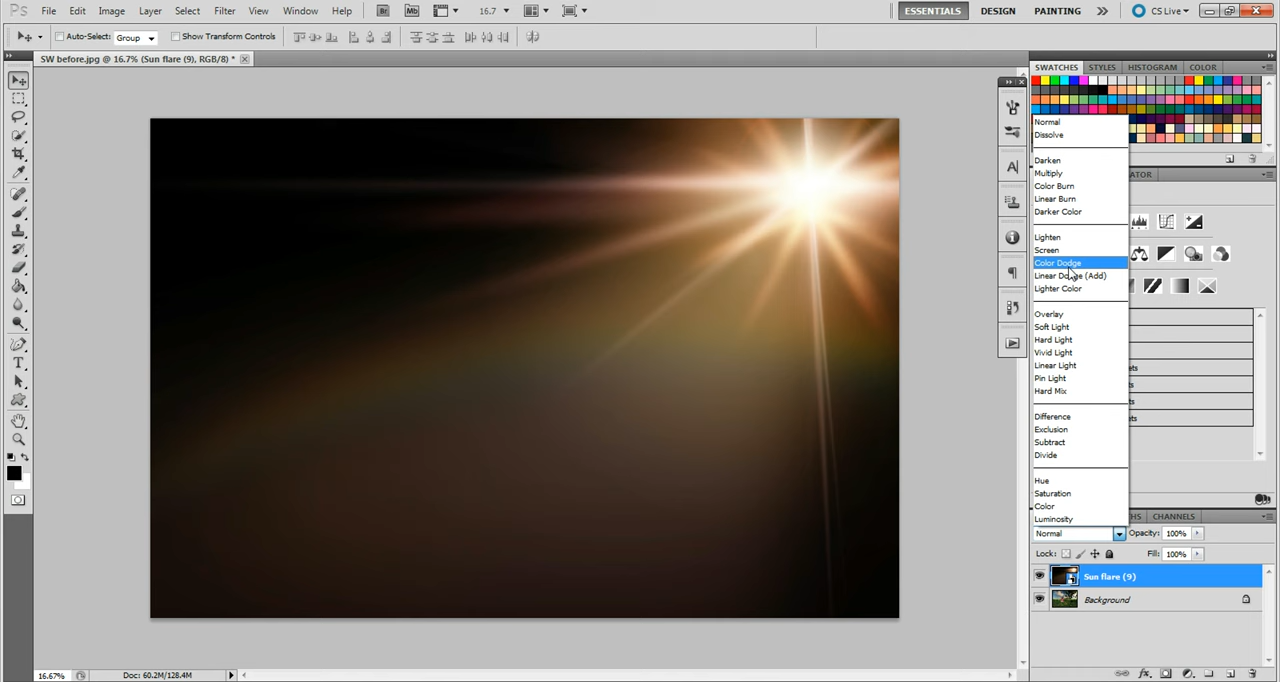 Ps File Edit Image Layer Select Filter View Window Help Br Mb 16.7 ESSENTIALS DESIGN PAINTING CS Live
Auto-Select: Group Show Transform Controls
SW before.jpg @ 16.7% (Sun flare (9), RGB/8) *
SWATCHES STYLES HISTOGRAM COLOR
Normal
Dissolve
Darken
Multiply
Color Burn
Linear Burn
Darker Color
Lighten
Screen
Color Dodge
Linear Dodge (Add)
Lighter Color
Overlay
Soft Light
Hard Light
Vivid Light
Linear Light
Pin Light
Hard Mix
Difference
Exclusion
Subtract
Divide
Hue
Saturation
Color
Luminosity
CHANNELS
Normal Opacity: 100%
Lock: Fill: 100%
Sun flare (9)
Background
16.67% Doc: 60.2M/128.4M